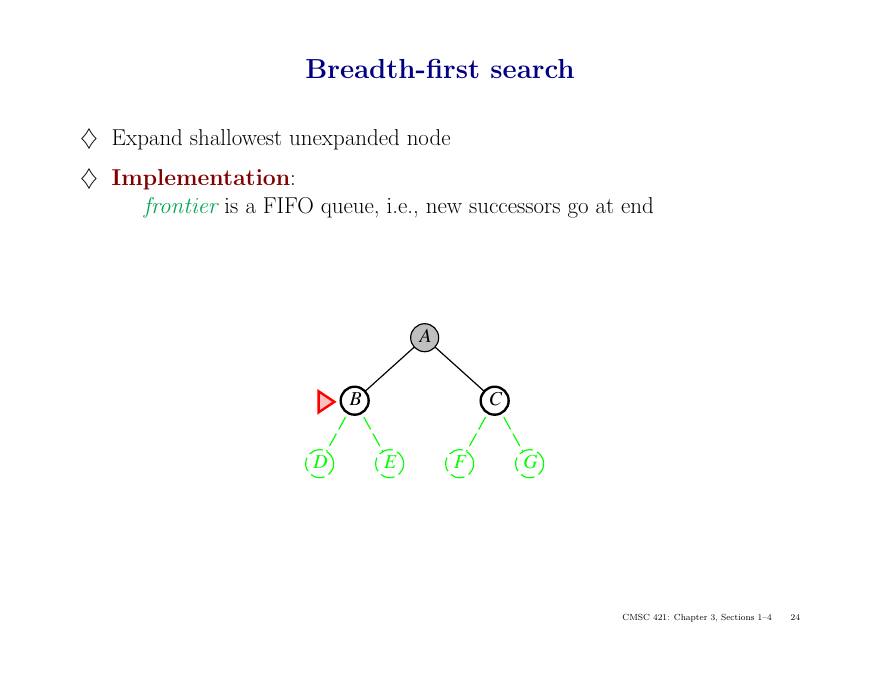 Breadth-first search
♢ Expand shallowest unexpanded node
♢ Implementation:
frontier is a FIFO queue, i.e., new successors go at end
A
B C
D E F G
CMSC 421: Chapter 3, Sections 1–4 24